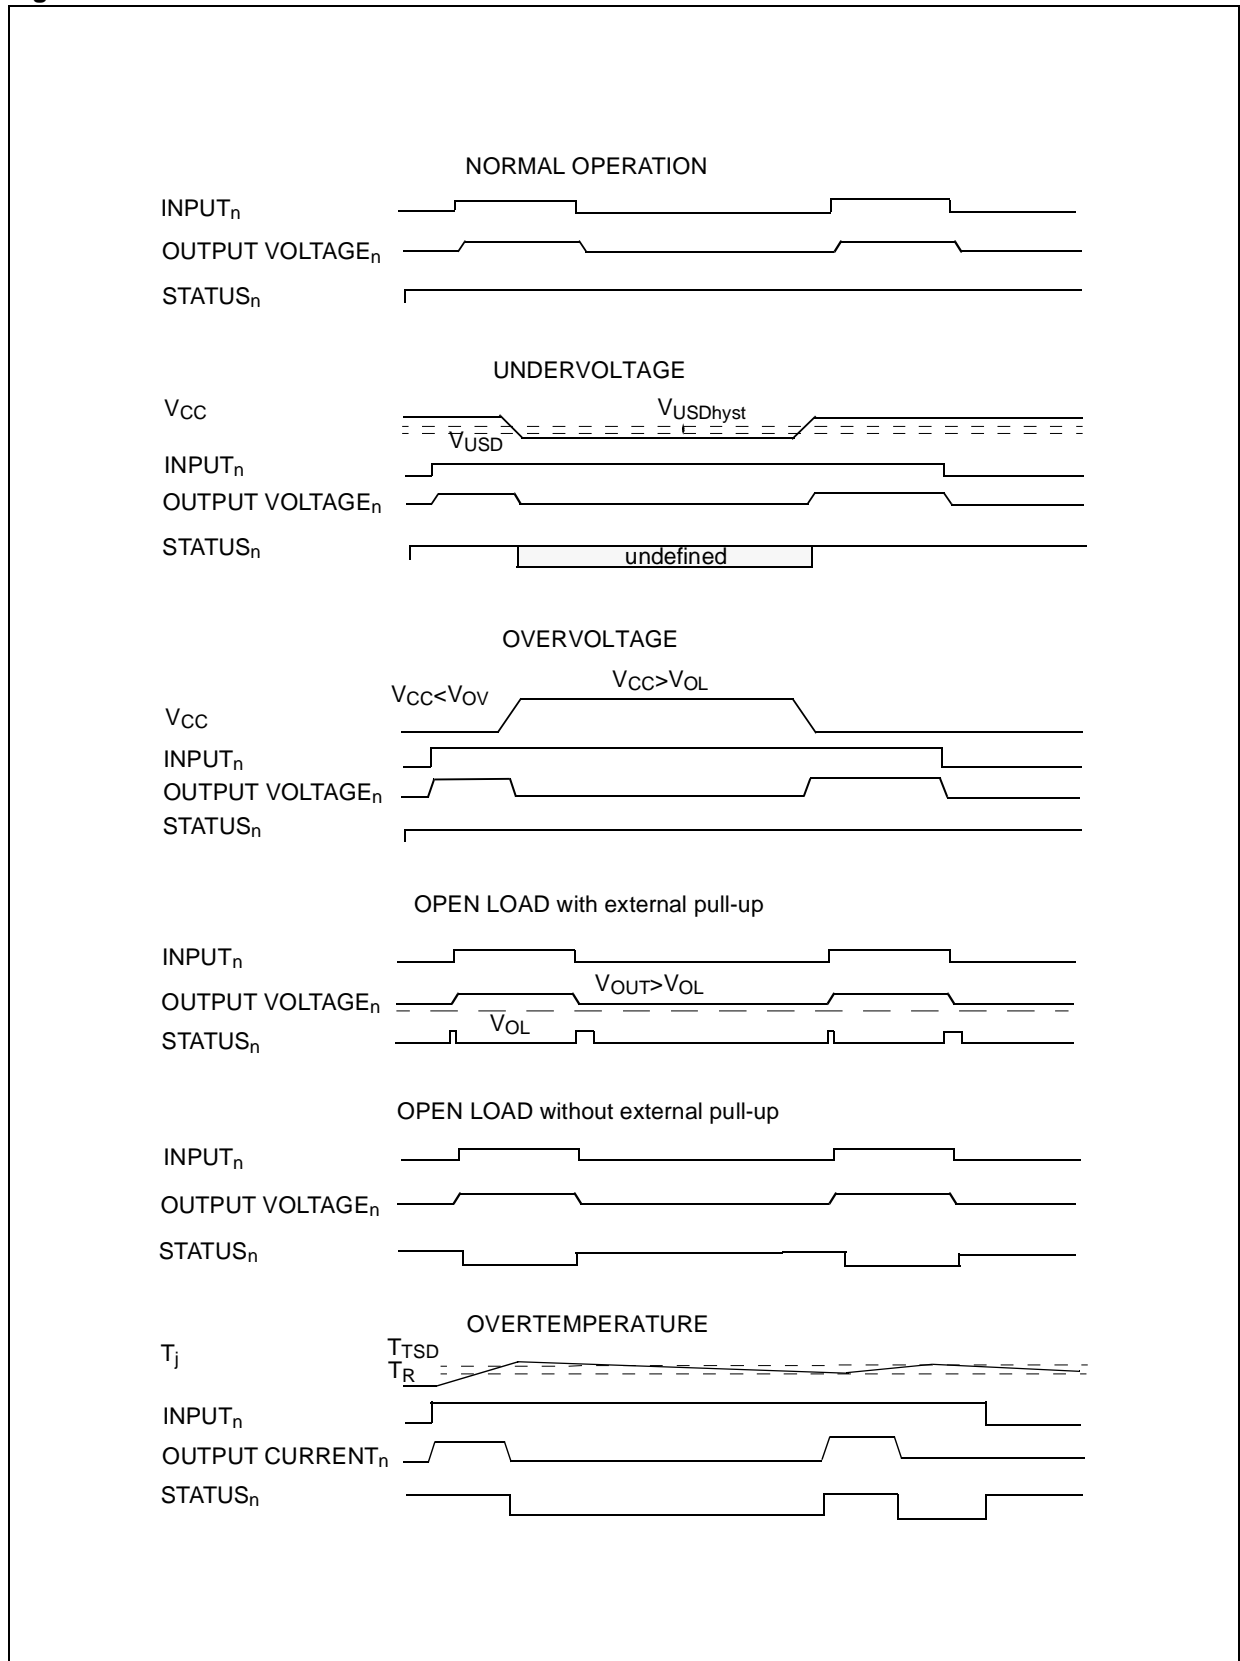 NORMAL OPERATION
INPUTn
OUTPUT VOLTAGEn
STATUSn
UNDERVOLTAGE
VCC
VUSDhyst
VUSD
INPUTn
OUTPUT VOLTAGEn
STATUSn
undefined
OVERVOLTAGE
VCC<VOV
VCC>VOL
VCC
INPUTn
OUTPUT VOLTAGEn
STATUSn
OPEN LOAD with external pull-up
INPUTn
VOUT>VOL
OUTPUT VOLTAGEn
VOL
STATUSn
OPEN LOAD without external pull-up
INPUTn
OUTPUT VOLTAGEn
STATUSn
OVERTEMPERATURE
Tj
TTSD
TR
INPUTn
OUTPUT CURRENTn
STATUSn